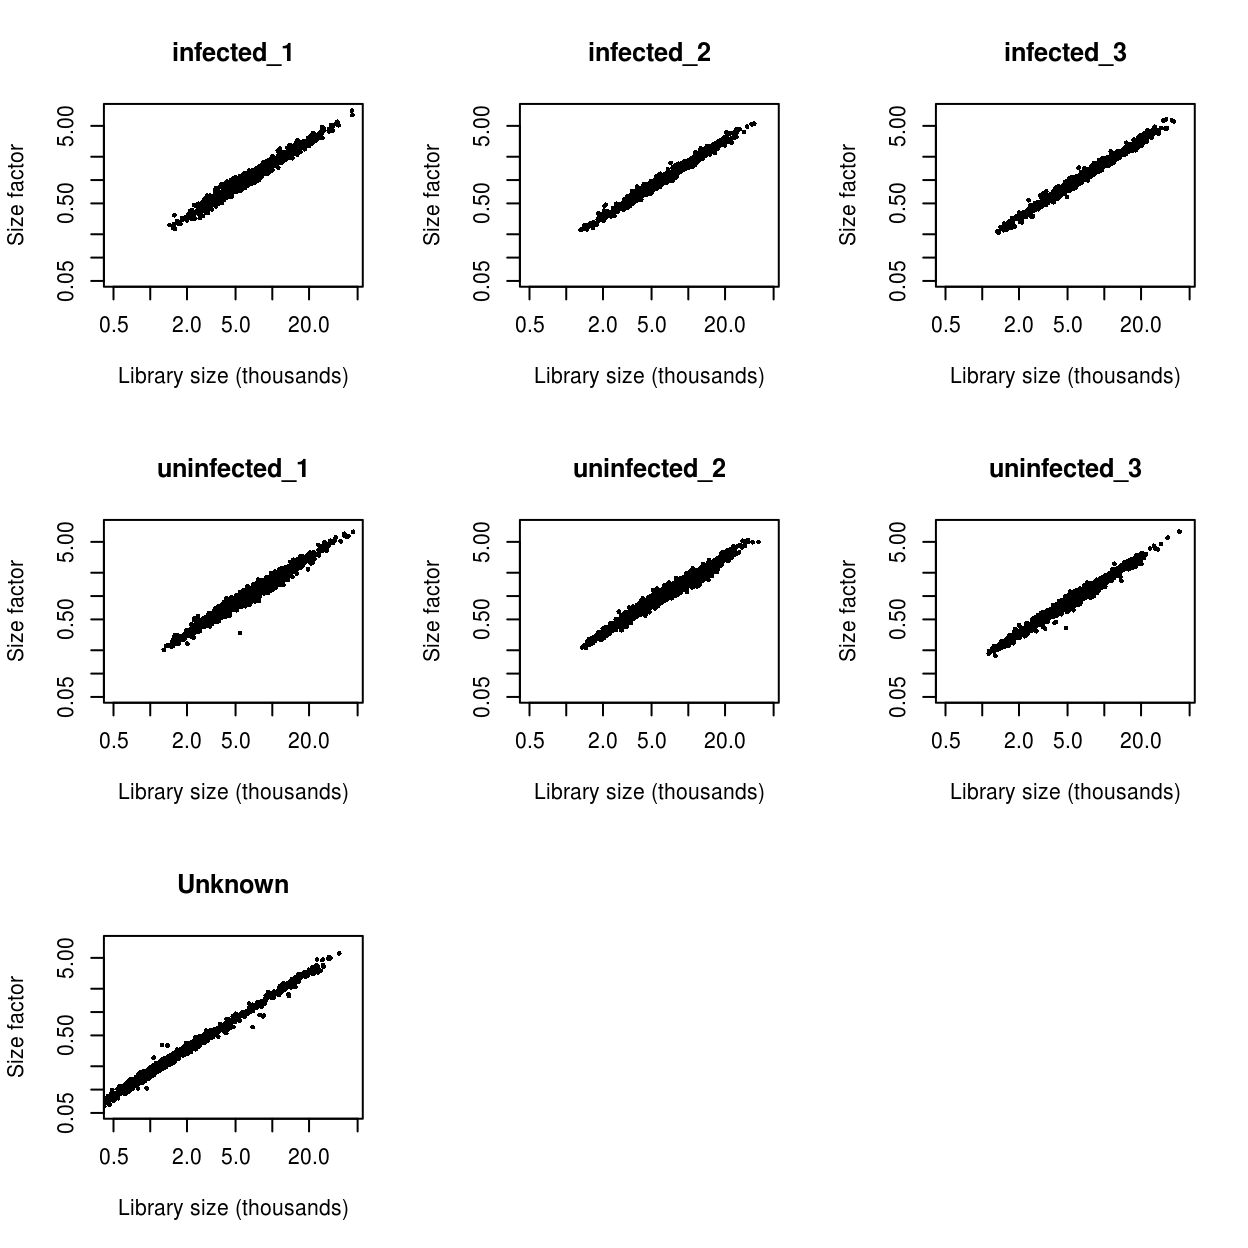 infected_1
infected_2
infected_3
Size factor
5.00
0.50
0.05
0.5 2.0 5.0 20.0
Library size (thousands)
Size factor
5.00
0.50
0.05
0.5 2.0 5.0 20.0
Library size (thousands)
Size factor
5.00
0.50
0.05
0.5 2.0 5.0 20.0
Library size (thousands)
uninfected_1
uninfected_2
uninfected_3
Size factor
5.00
0.50
0.05
0.5 2.0 5.0 20.0
Library size (thousands)
Size factor
5.00
0.50
0.05
0.5 2.0 5.0 20.0
Library size (thousands)
Size factor
5.00
0.50
0.05
0.5 2.0 5.0 20.0
Library size (thousands)
Unknown
Size factor
5.00
0.50
0.05
0.5 2.0 5.0 20.0
Library size (thousands)